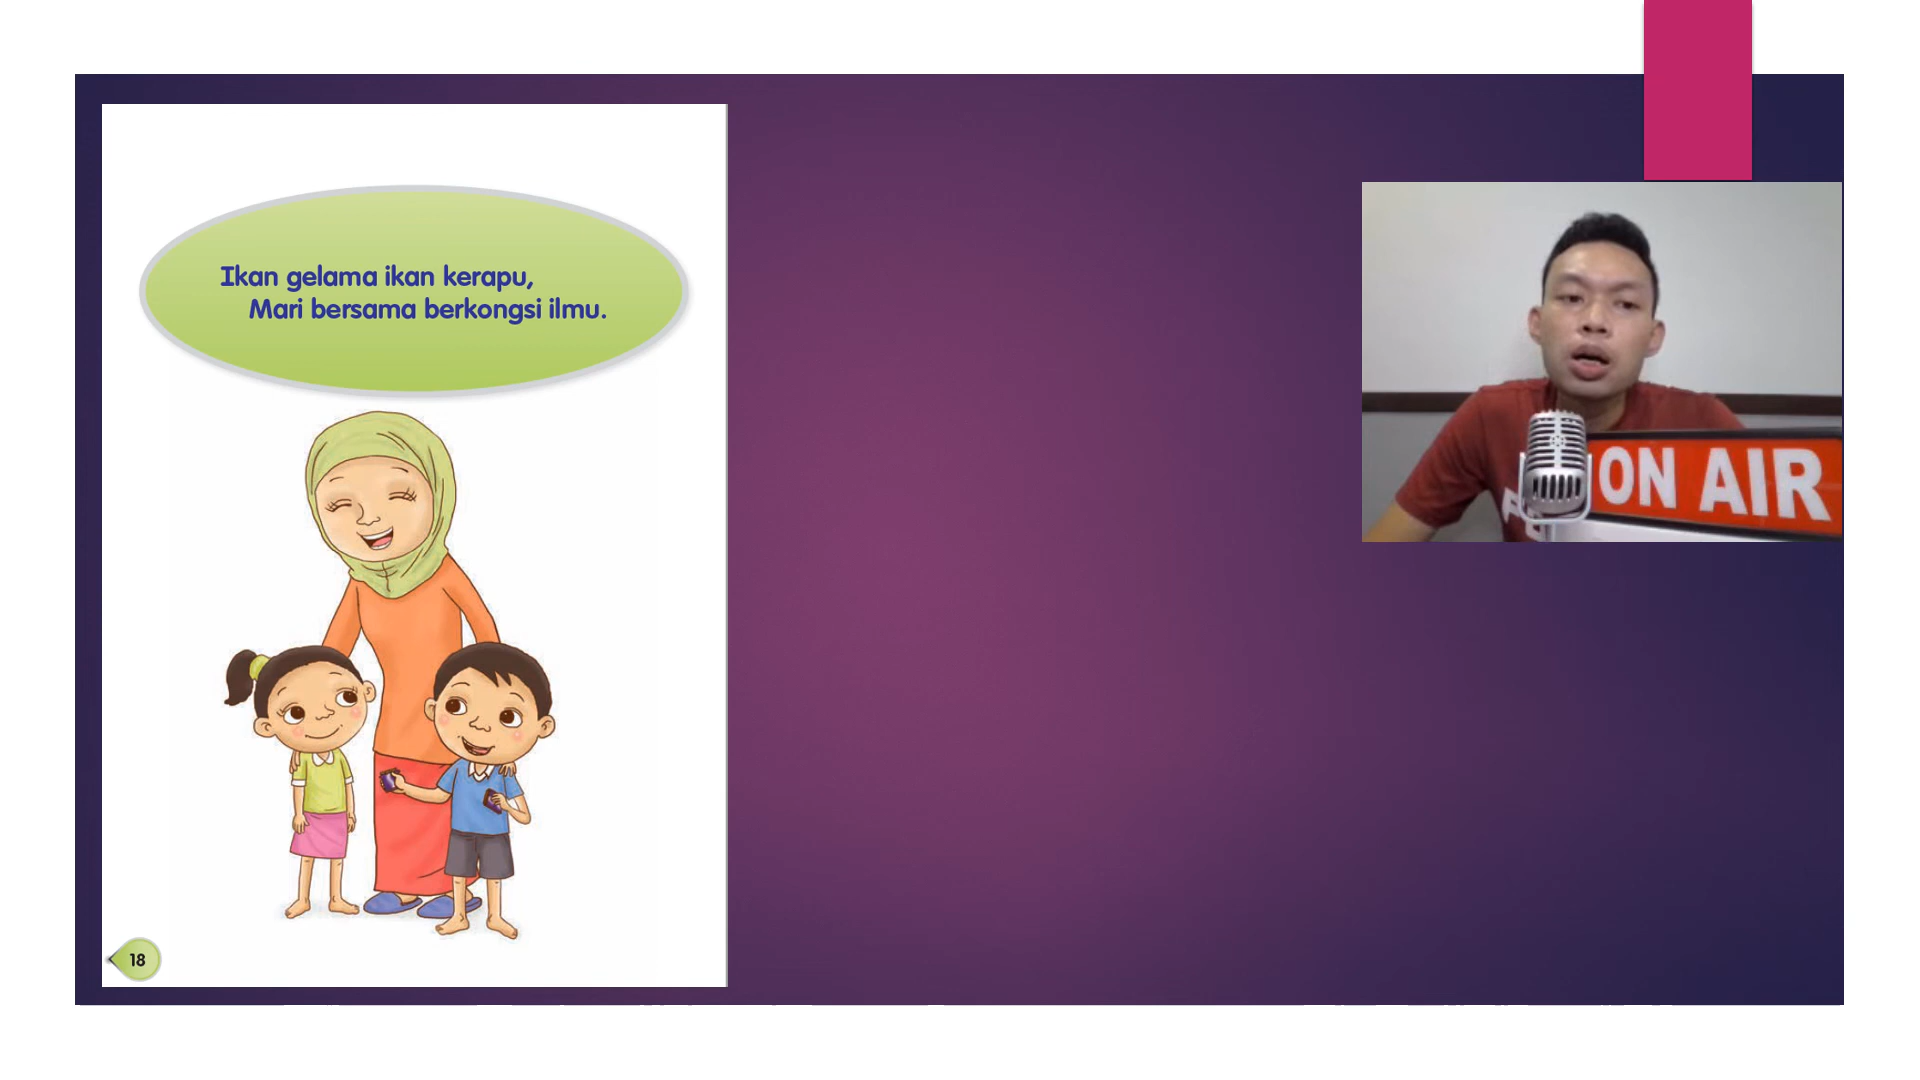 Ikan gelama ikan kerapu,
Mari bersama berkongsi ilmu.
ON AIR
18